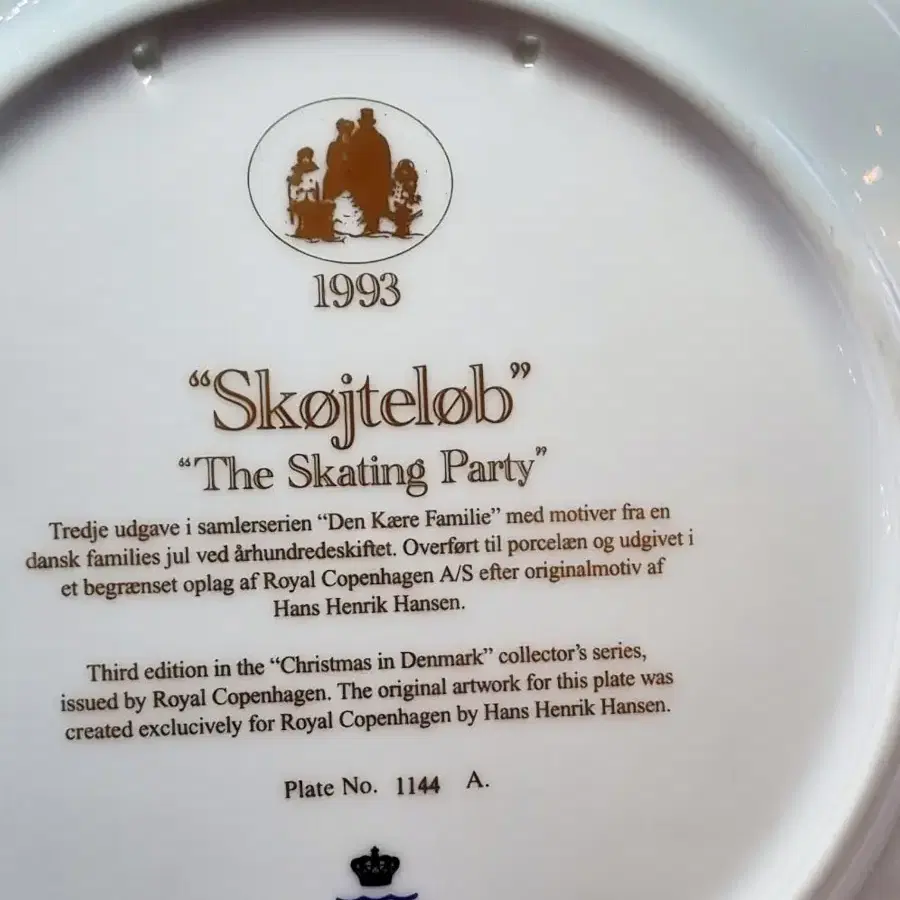 1993
“Skøjteløb”
“The Skating Party”
Tredje udgave i samlerserien “Den Kære Familie” med motiver fra en
dansk families jul ved århundredeskiftet. Overført til porcelæn og udgivet i
et begrænset oplag af Royal Copenhagen A/S efter originalmotiv af
Hans Henrik Hansen.
Third edition in the “Christmas in Denmark” collector’s series,
issued by Royal Copenhagen. The original artwork for this plate was
created exclucively for Royal Copenhagen by Hans Henrik Hansen.
Plate No. 1144 A.